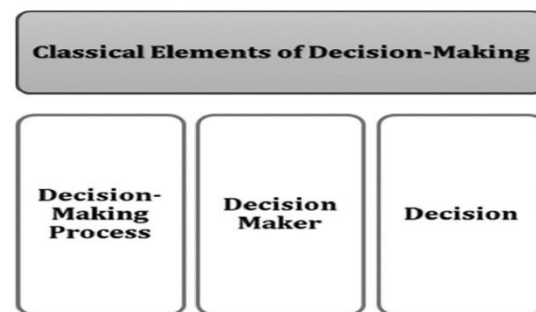 Classical Elements of Decision-Making
Decision-
Making
Process
Decision
Maker
Decision